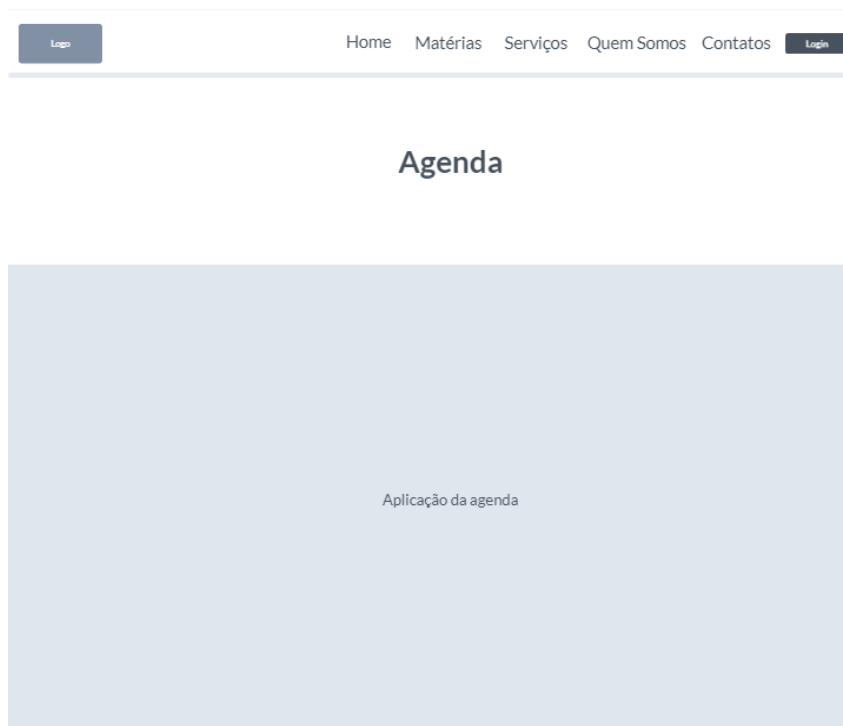 Logo Home Matérias Serviços Quem Somos Contatos Login
Agenda
Aplicação da agenda